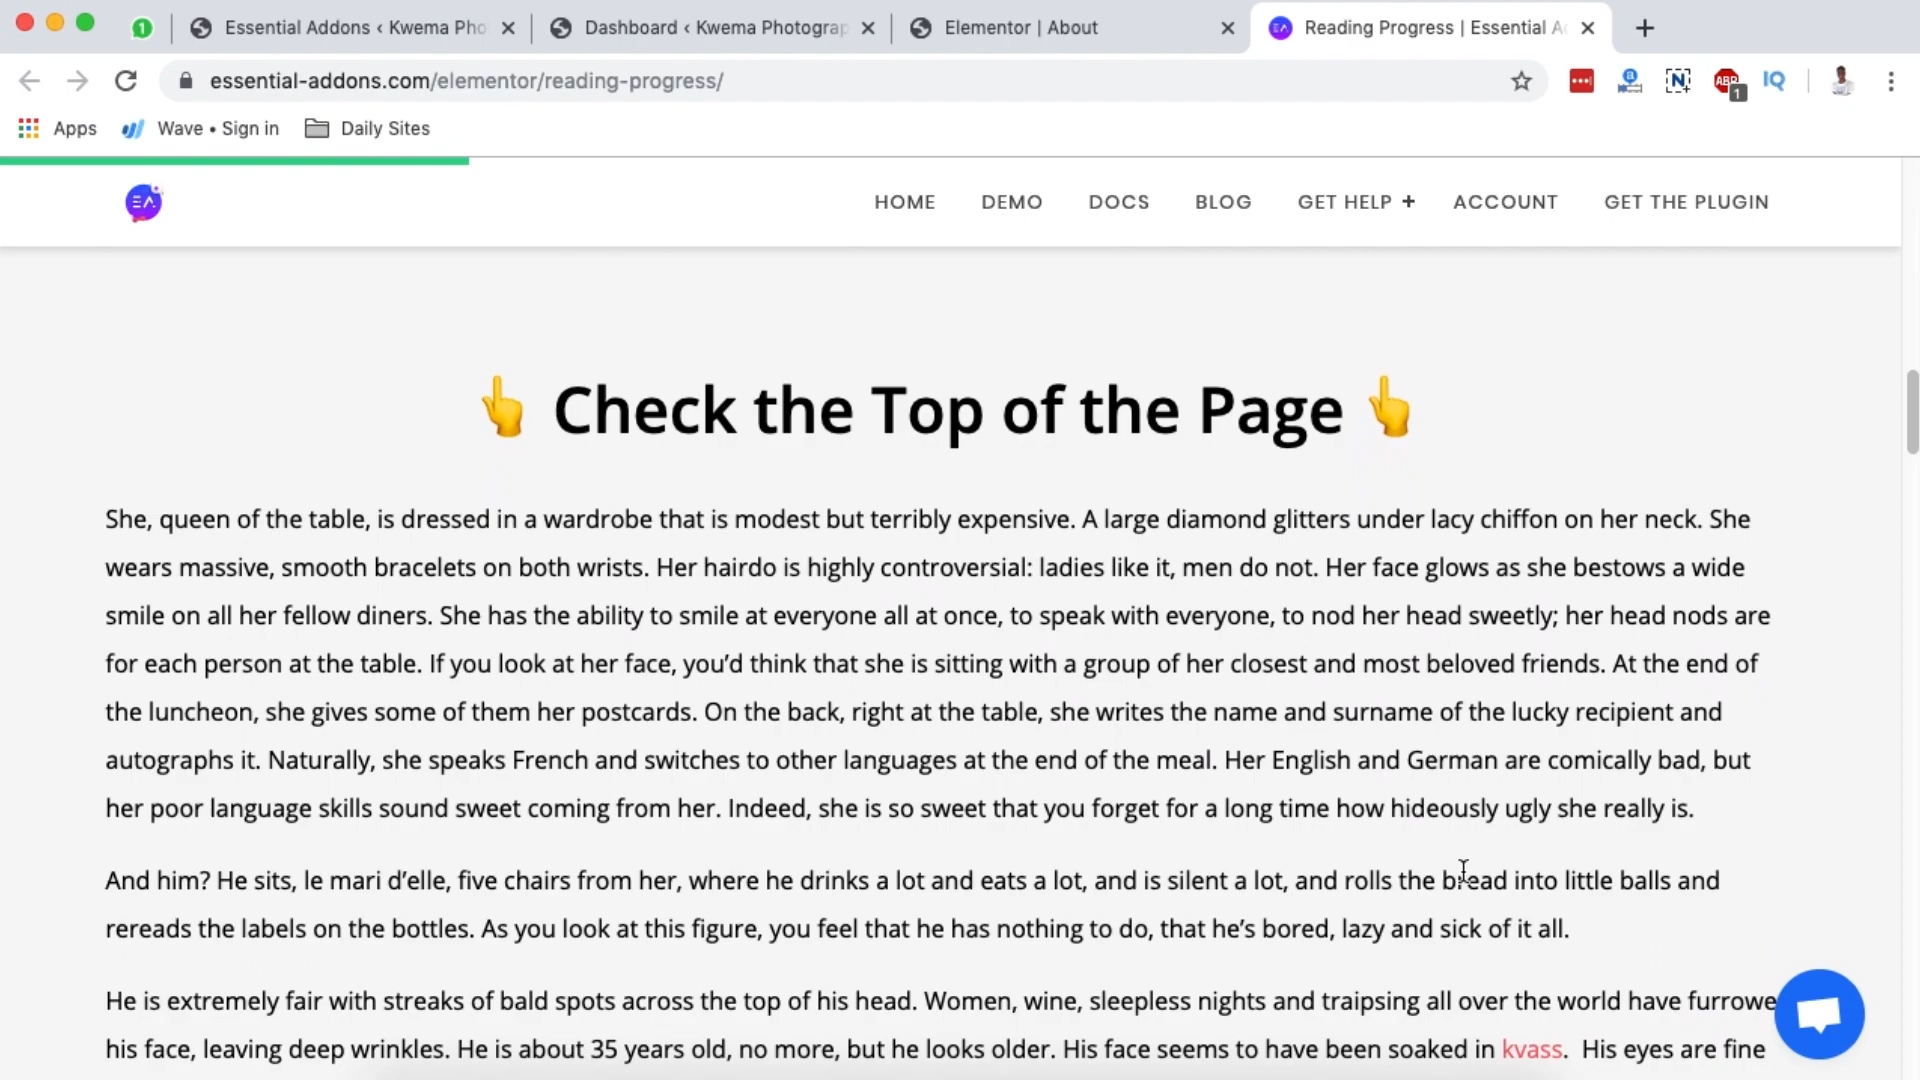 1
Essential Addons ‹ Kwema Pho
Dashboard ‹ Kwema Photograp
Elementor | About
Reading Progress | Essential A
essential-addons.com/elementor/reading-progress/
ABP
1
IQ
Apps
Wave • Sign in
Daily Sites
EA
HOME
DEMO
DOCS
BLOG
GET HELP +
ACCOUNT
GET THE PLUGIN
👆 Check the Top of the Page 👆
She, queen of the table, is dressed in a wardrobe that is modest but terribly expensive. A large diamond glitters under lacy chiffon on her neck. She
wears massive, smooth bracelets on both wrists. Her hairdo is highly controversial: ladies like it, men do not. Her face glows as she bestows a wide
smile on all her fellow diners. She has the ability to smile at everyone all at once, to speak with everyone, to nod her head sweetly; her head nods are
for each person at the table. If you look at her face, you’d think that she is sitting with a group of her closest and most beloved friends. At the end of
the luncheon, she gives some of them her postcards. On the back, right at the table, she writes the name and surname of the lucky recipient and
autographs it. Naturally, she speaks French and switches to other languages at the end of the meal. Her English and German are comically bad, but
her poor language skills sound sweet coming from her. Indeed, she is so sweet that you forget for a long time how hideously ugly she really is.
And him? He sits, le mari d’elle, five chairs from her, where he drinks a lot and eats a lot, and is silent a lot, and rolls the bread into little balls and
rereads the labels on the bottles. As you look at this figure, you feel that he has nothing to do, that he’s bored, lazy and sick of it all.
He is extremely fair with streaks of bald spots across the top of his head. Women, wine, sleepless nights and traipsing all over the world have furrowe
his face, leaving deep wrinkles. He is about 35 years old, no more, but he looks older. His face seems to have been soaked in kvass. His eyes are fine